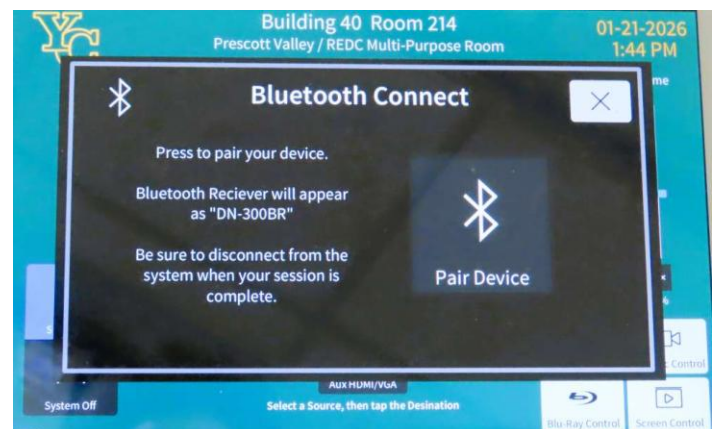 YC
Building 40 Room 214
Prescott Valley / REDC Multi-Purpose Room
01-21-2026
1:44 PM
me
Bluetooth Connect
Press to pair your device.
Bluetooth Reciever will appear
as "DN-300BR"
Be sure to disconnect from the
system when your session is
complete.
Pair Device
Control
Aux HDMI/VGA
System Off
Select a Source, then tap the Desination
Blu-Ray Control
Screen Control